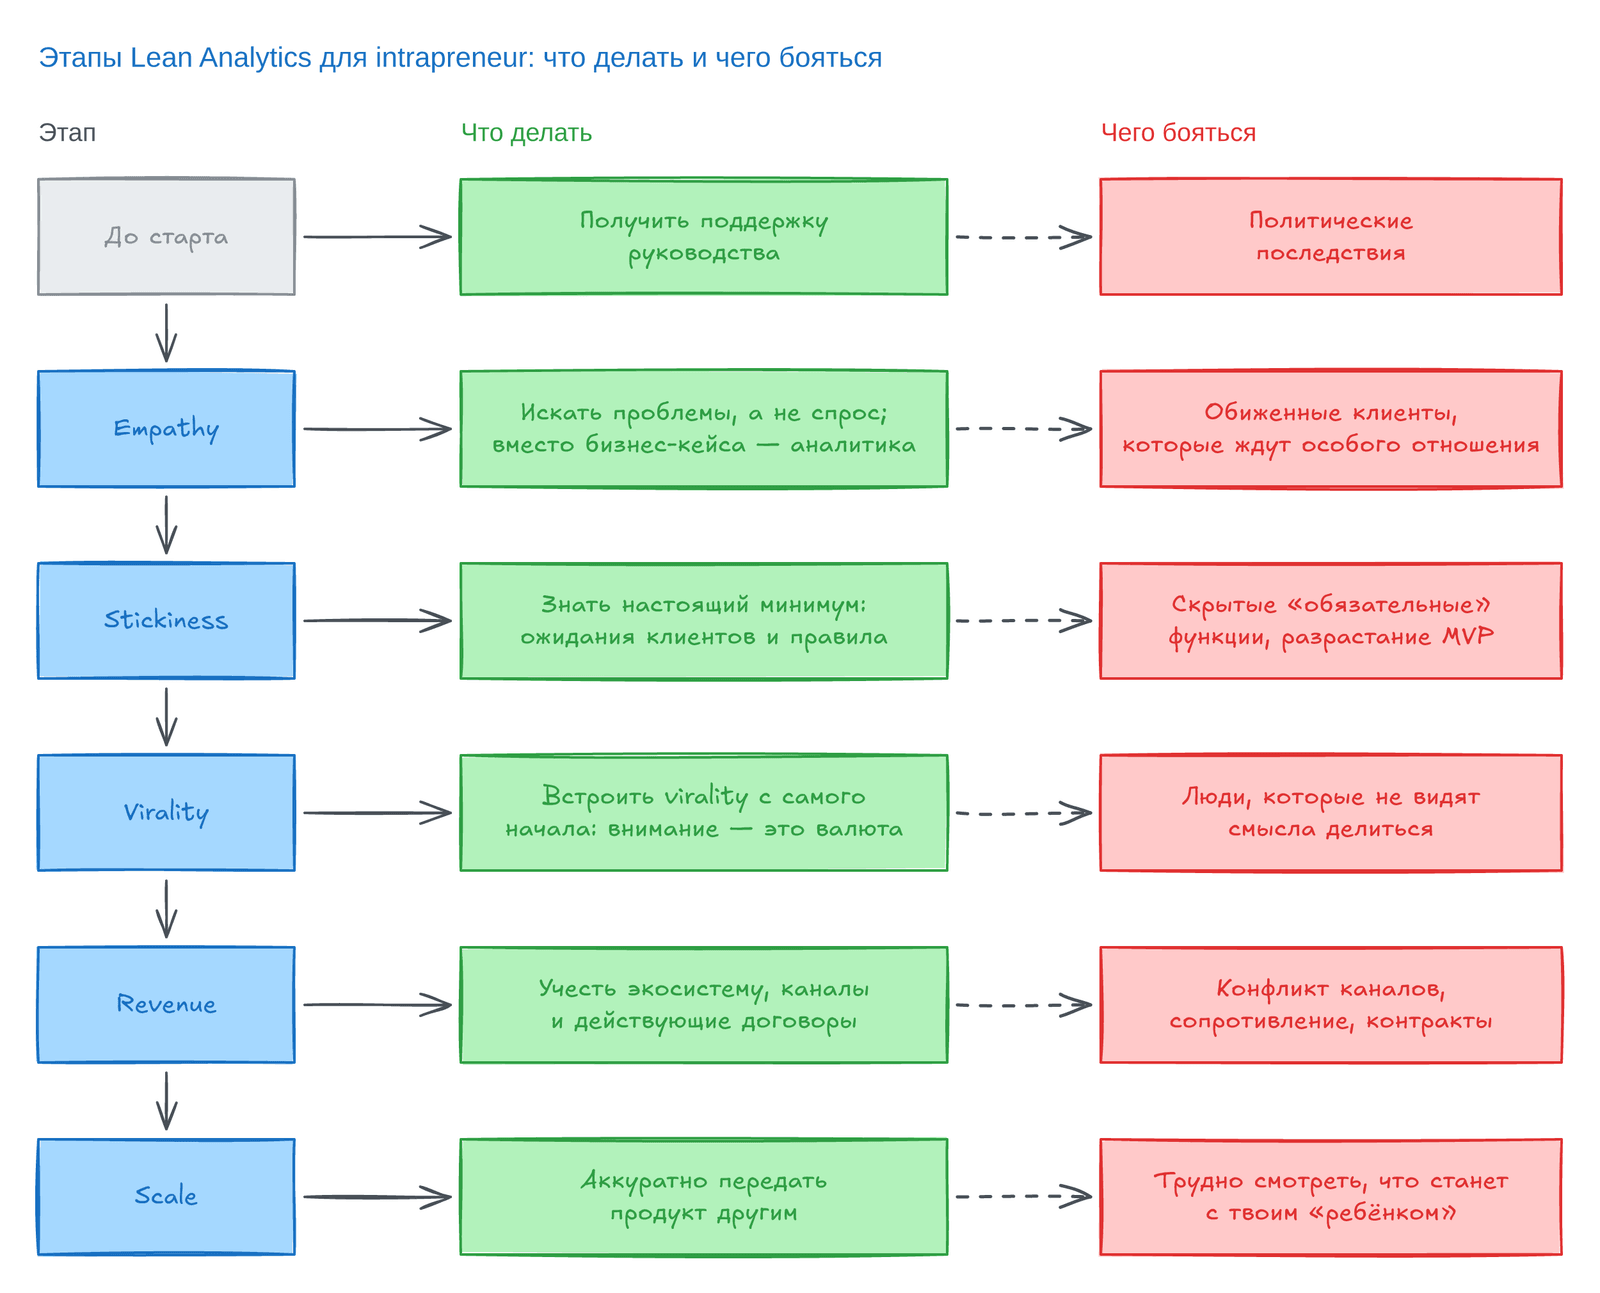 Этапы Lean Analytics для intrapreneur: что делать и чего бояться
Этап
Что делать
Чего бояться
До старта
Получить поддержку
руководства
Политические
последствия
Empathy
Искать проблемы, а не спрос;
вместо бизнес-кейса — аналитика
Обиженные клиенты,
которые ждут особого отношения
Stickiness
Знать настоящий минимум:
ожидания клиентов и правила
Скрытые «обязательные»
функции, разрастание MVP
Virality
Встроить virality с самого
начала: внимание — это валюта
Люди, которые не видят
смысла делиться
Revenue
Учесть экосистему, каналы
и действующие договоры
Конфликт каналов,
сопротивление, контракты
Scale
Аккуратно передать
продукт другим
Трудно смотреть, что станет
с твоим «ребёнком»